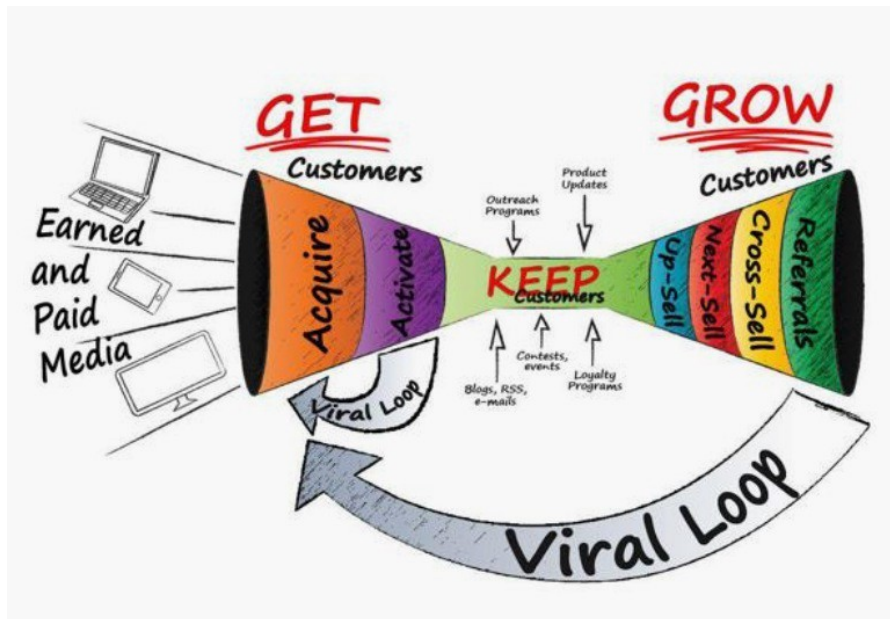 GET
Customers
GROW
Customers
Earned
and
Paid
Media
Acquire
Activate
Outreach
Programs
Product
Updates
KEEP
Customers
Blogs, RSS,
e-mails
Contests,
events
Loyalty
Programs
Up-Sell
Next-Sell
Cross-Sell
Referrals
Viral Loop
Viral Loop